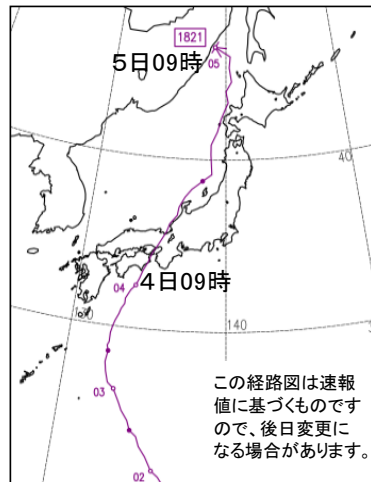 1821
05
5日09時
40
04
4日09時
130
140
03
この経路図は速報
値に基づくものです
ので、後日変更に
なる場合があります。
02